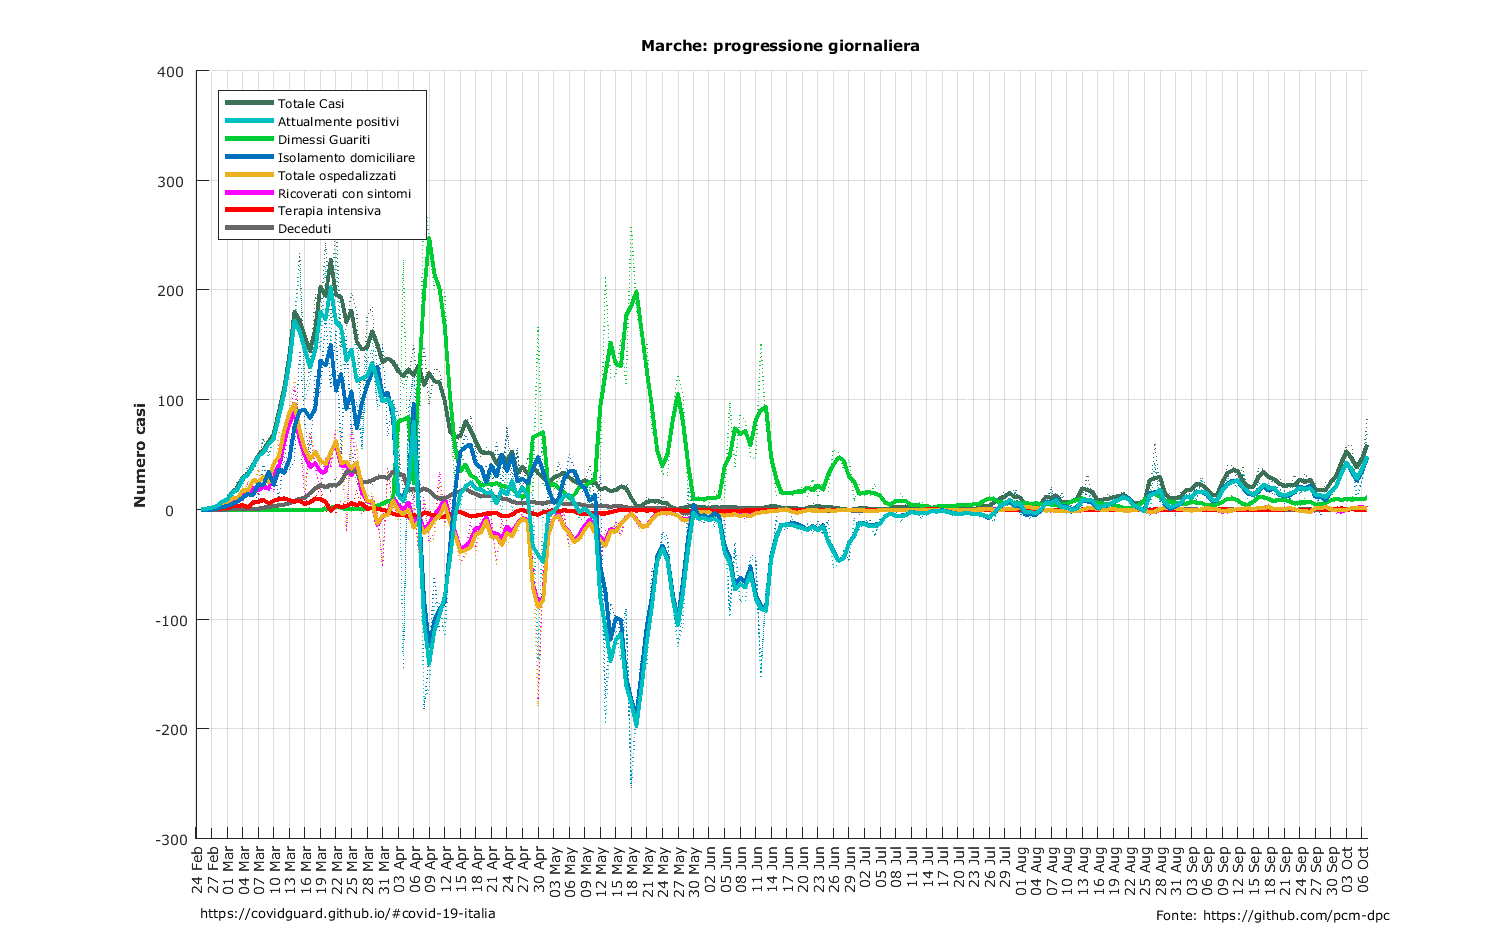 Marche: progressione giornaliera
Numero casi
400
300
200
100
0
-100
-200
-300
Totale Casi
Attualmente positivi
Dimessi Guariti
Isolamento domiciliare
Totale ospedalizzati
Ricoverati con sintomi
Terapia intensiva
Deceduti
24 Feb
27 Feb
01 Mar
04 Mar
07 Mar
10 Mar
13 Mar
16 Mar
19 Mar
22 Mar
25 Mar
28 Mar
31 Mar
03 Apr
06 Apr
09 Apr
12 Apr
15 Apr
18 Apr
21 Apr
24 Apr
27 Apr
30 Apr
03 May
06 May
09 May
12 May
15 May
18 May
21 May
24 May
27 May
30 May
02 Jun
05 Jun
08 Jun
11 Jun
14 Jun
17 Jun
20 Jun
23 Jun
26 Jun
29 Jun
02 Jul
05 Jul
08 Jul
11 Jul
14 Jul
17 Jul
20 Jul
23 Jul
26 Jul
29 Jul
01 Aug
04 Aug
07 Aug
10 Aug
13 Aug
16 Aug
19 Aug
22 Aug
25 Aug
28 Aug
31 Aug
03 Sep
06 Sep
09 Sep
12 Sep
15 Sep
18 Sep
21 Sep
24 Sep
27 Sep
30 Sep
03 Oct
06 Oct
https://covidguard.github.io/#covid-19-italia
Fonte: https://github.com/pcm-dpc